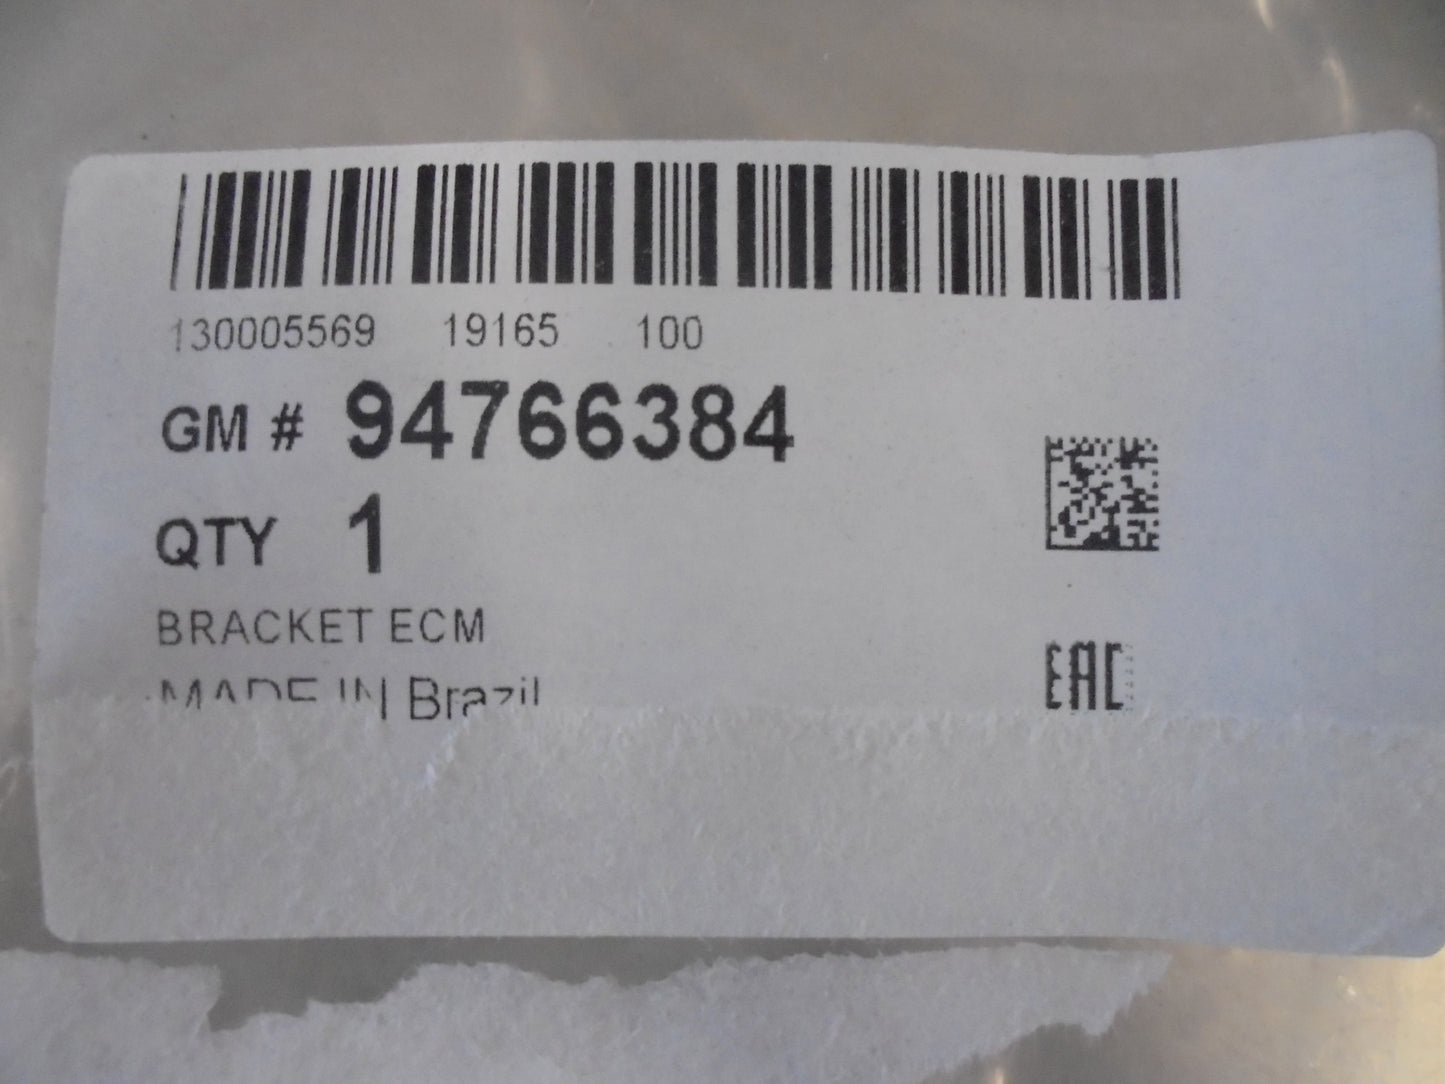 130005569 19165 100
GM # 94766384
QTY 1
BRACKET ECM
MADE IN Brazil
EAC